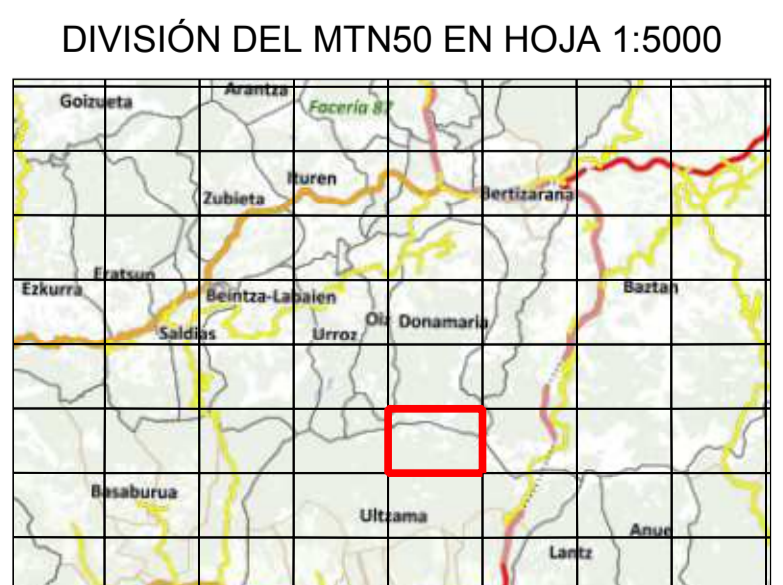 DIVISIÓN DEL MTN50 EN HOJA 1:5000
Arantza
Goizueta
Facería 87
Ituren
Zubieta
Bertizarana
Eratsun
Ezkurra
Baztan
Beintza-Labaien
Oiz Donamaria
Saldias
Urroz
Basaburua
Ultzama
Anue
Lantz